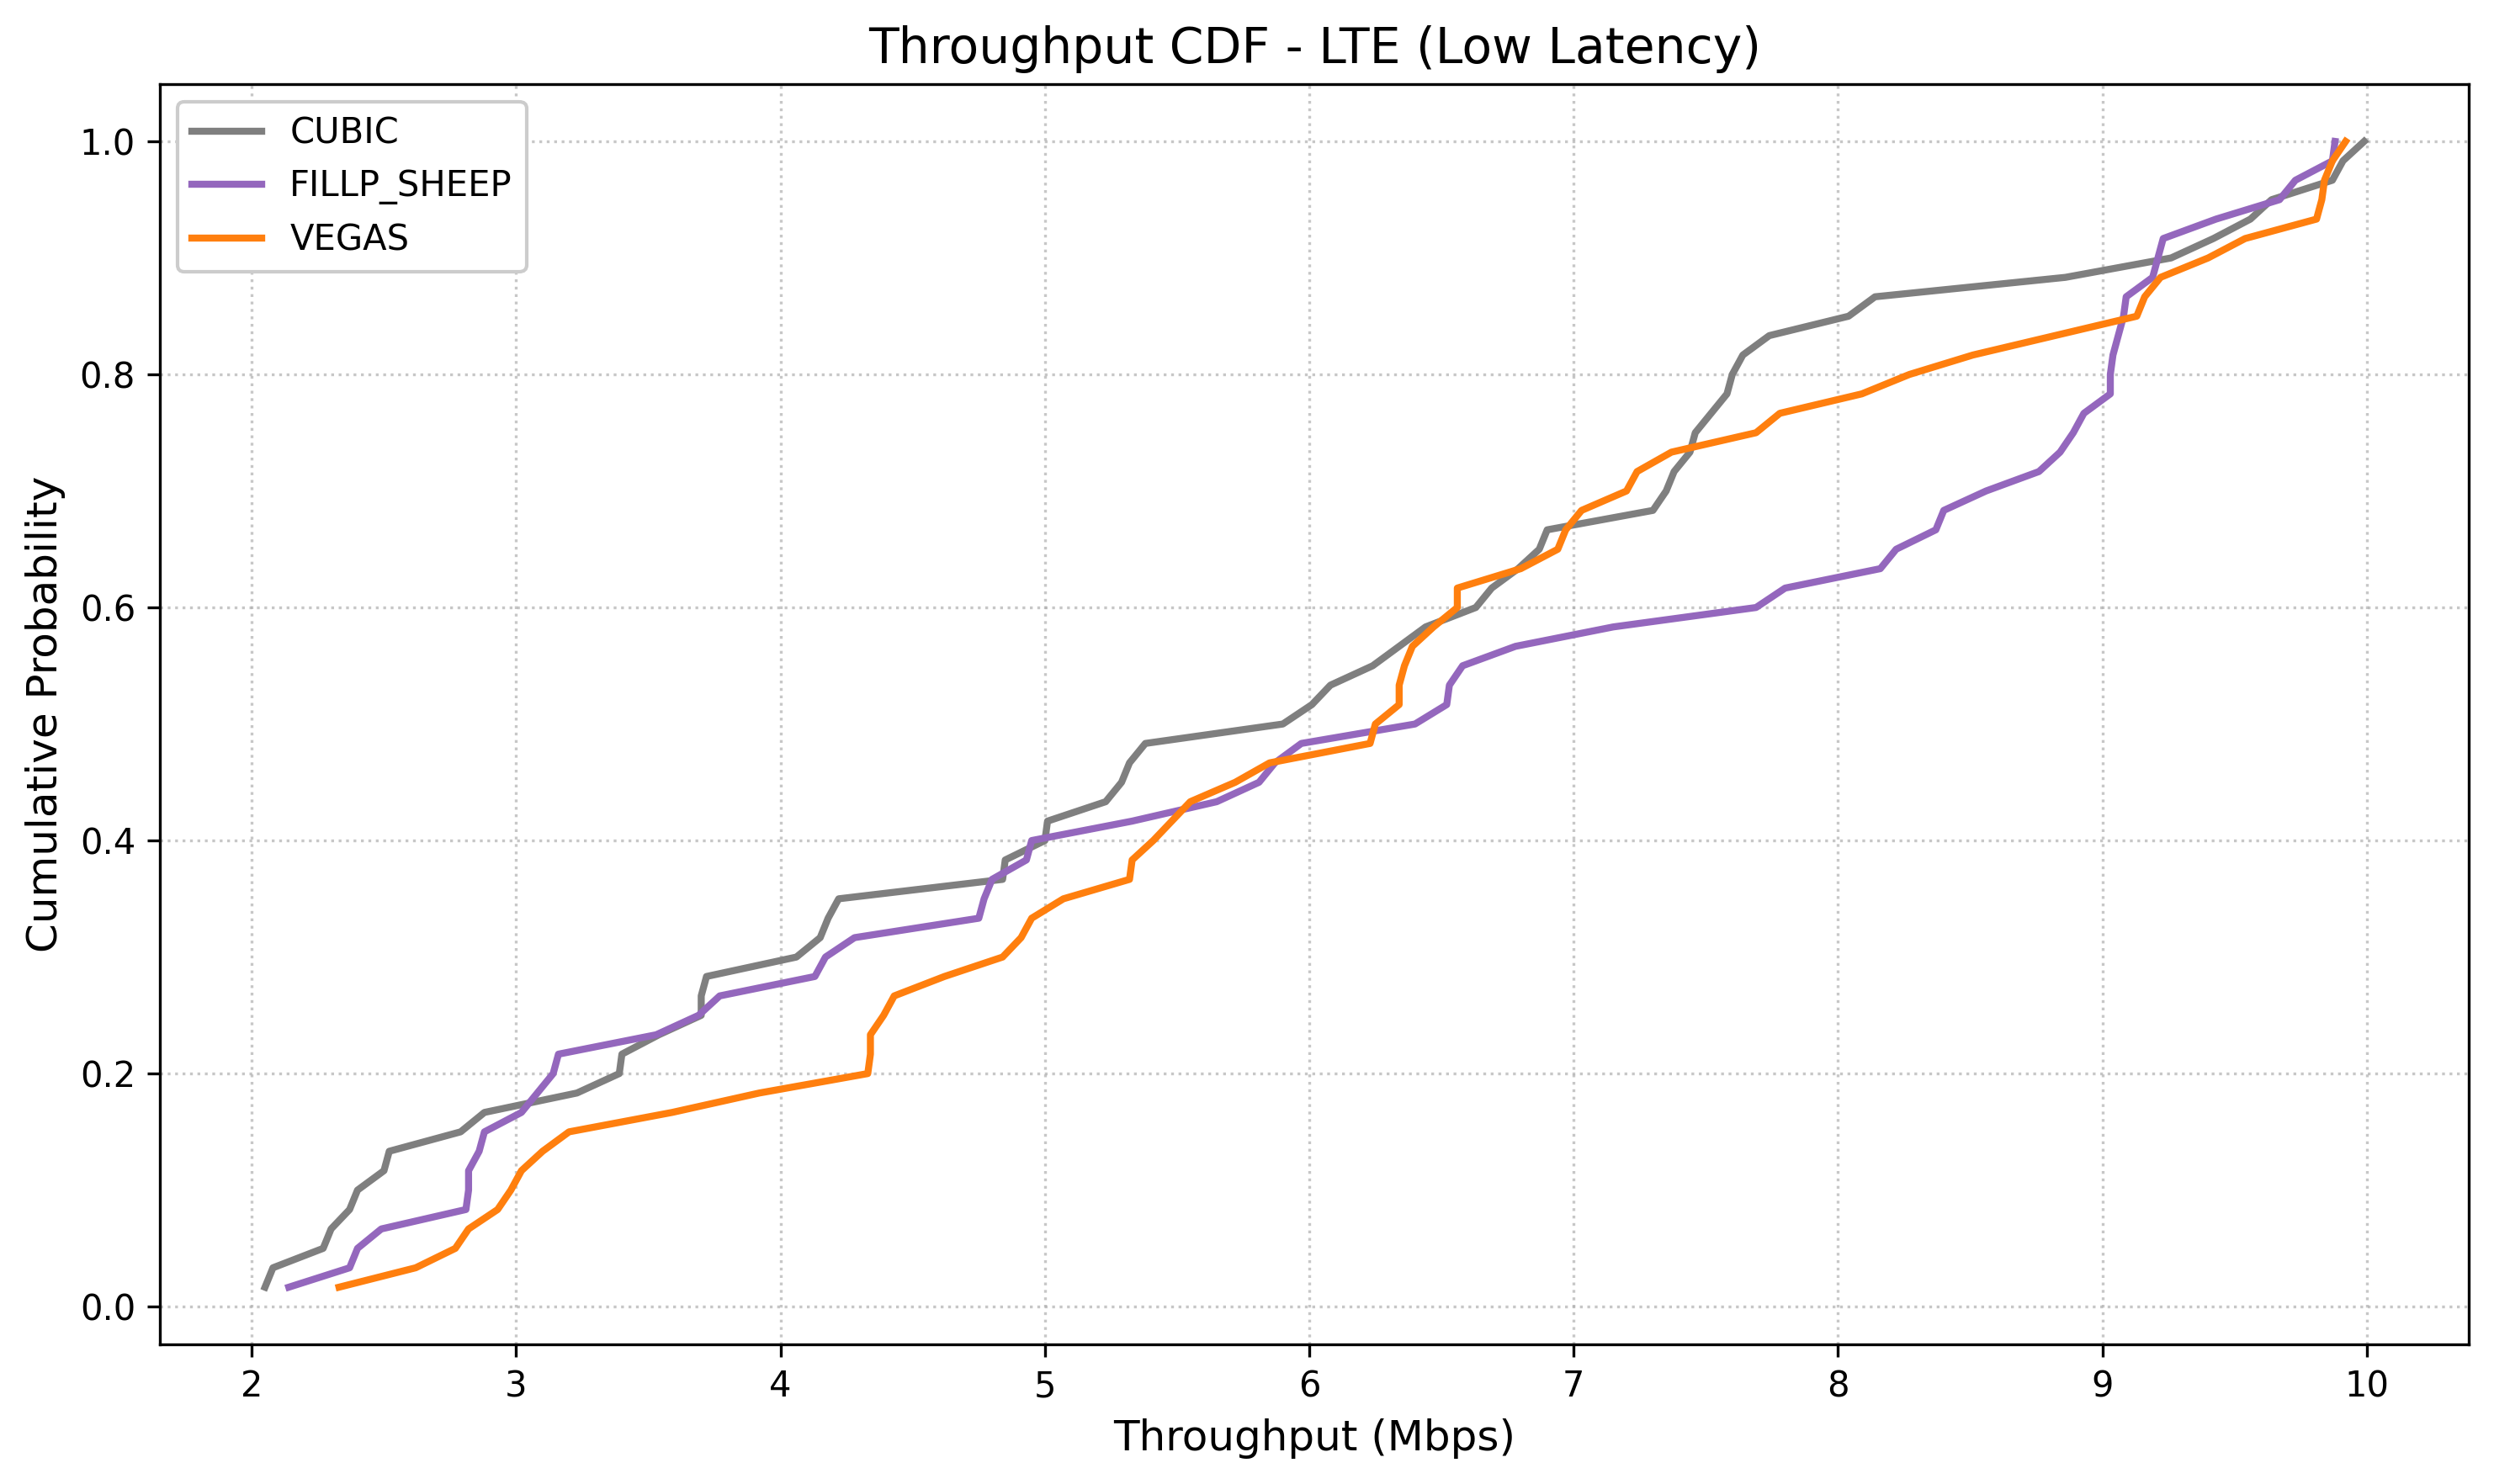 Throughput CDF - LTE (Low Latency)
CUBIC
FILLP_SHEEP
VEGAS
Cumulative Probability
1.0
0.8
0.6
0.4
0.2
0.0
2 3 4 5 6 7 8 9 10
Throughput (Mbps)